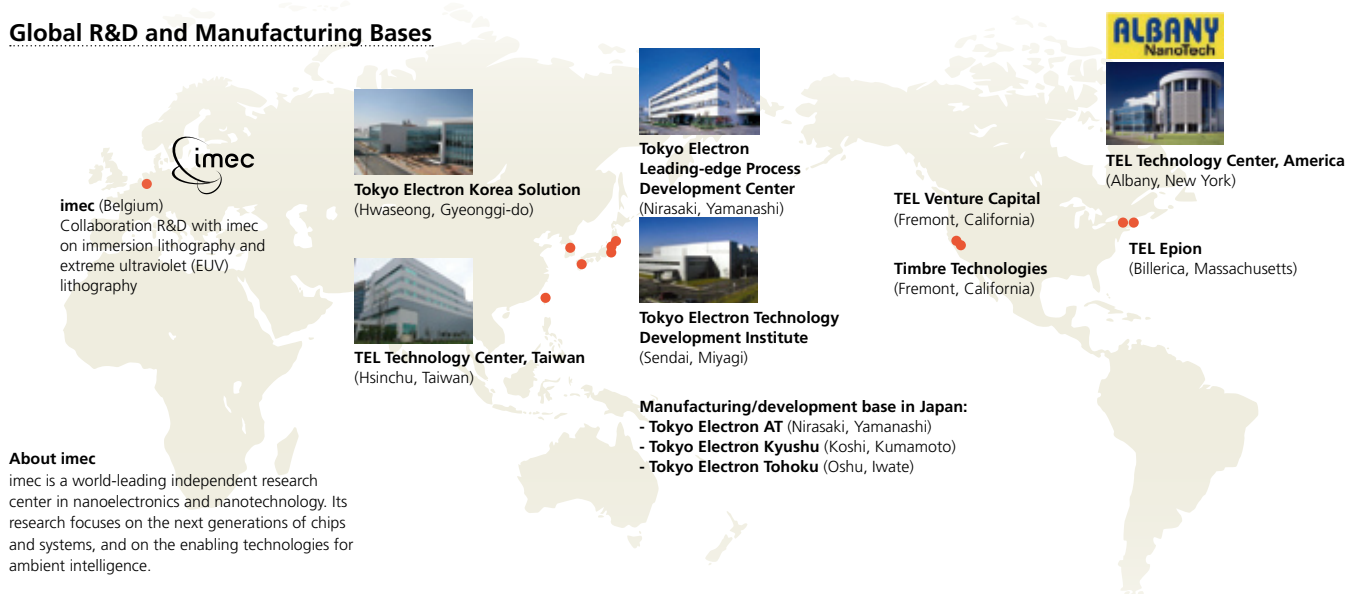 Global R&D and Manufacturing Bases
imec
imec (Belgium)
Collaboration R&D with imec
on immersion lithography and
extreme ultraviolet (EUV)
lithography
Tokyo Electron Korea Solution
(Hwaseong, Gyeonggi-do)
TEL Technology Center, Taiwan
(Hsinchu, Taiwan)
Tokyo Electron
Leading-edge Process
Development Center
(Nirasaki, Yamanashi)
Tokyo Electron Technology
Development Institute
(Sendai, Miyagi)
Manufacturing/development base in Japan:
- Tokyo Electron AT (Nirasaki, Yamanashi)
- Tokyo Electron Kyushu (Koshi, Kumamoto)
- Tokyo Electron Tohoku (Oshu, Iwate)
TEL Venture Capital
(Fremont, California)
Timbre Technologies
(Fremont, California)
ALBANY
NanoTech
TEL Technology Center, America
(Albany, New York)
TEL Epion
(Billerica, Massachusetts)
About imec
imec is a world-leading independent research
center in nanoelectronics and nanotechnology. Its
research focuses on the next generations of chips
and systems, and on the enabling technologies for
ambient intelligence.